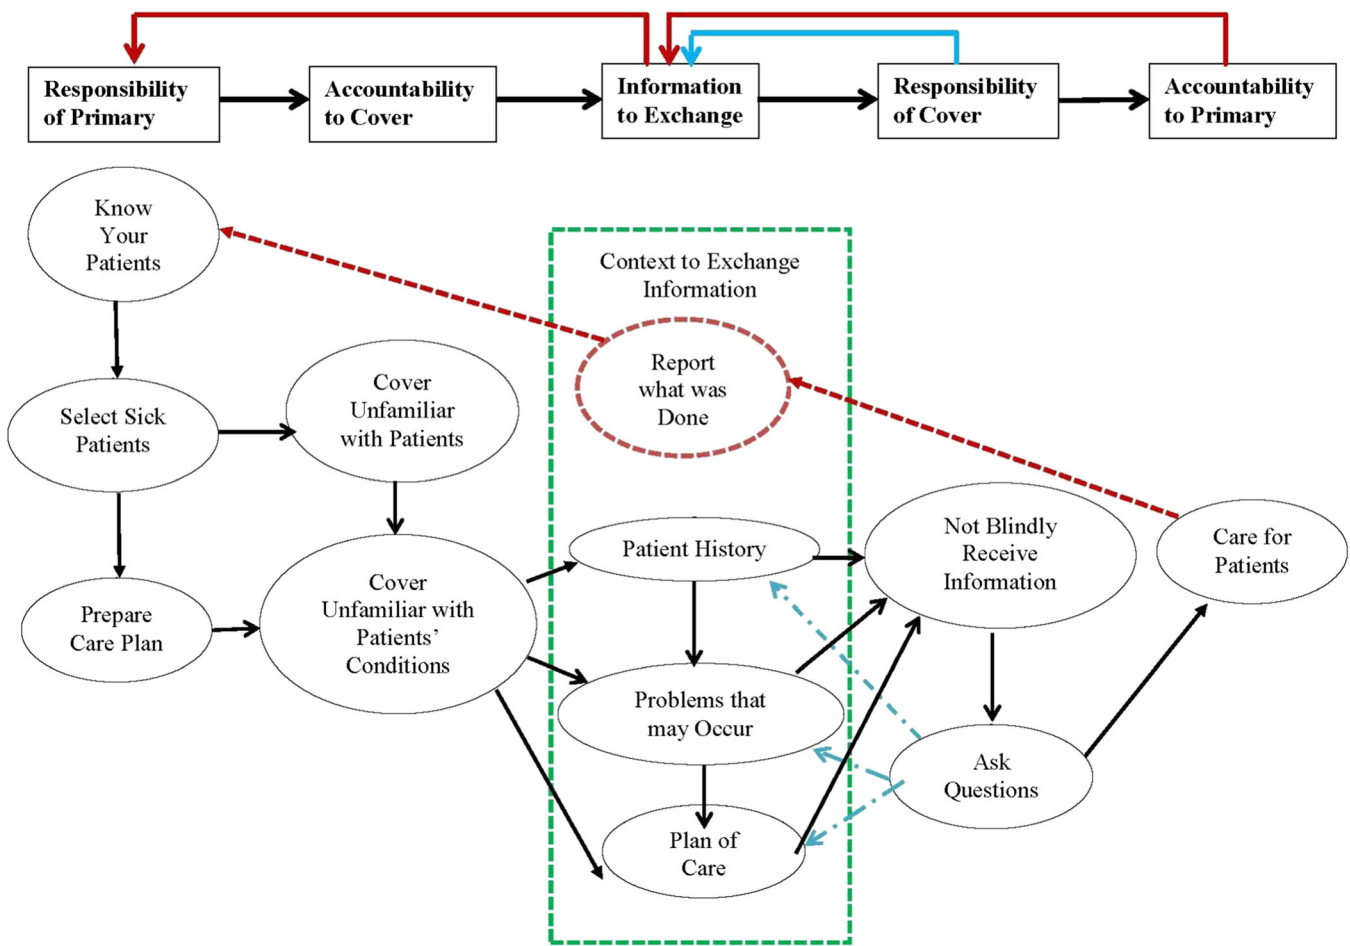 Responsibility
of Primary
Accountability
to Cover
Information
to Exchange
Responsibility
of Cover
Accountability
to Primary
Know
Your
Patients
Select Sick
Patients
Prepare
Care Plan
Cover
Unfamiliar
with Patients
Cover
Unfamiliar with
Patients’
Conditions
Context to Exchange
Information
Report
what was
Done
Patient History
Problems that
may Occur
Plan of
Care
Not Blindly
Receive
Information
Ask
Questions
Care for
Patients